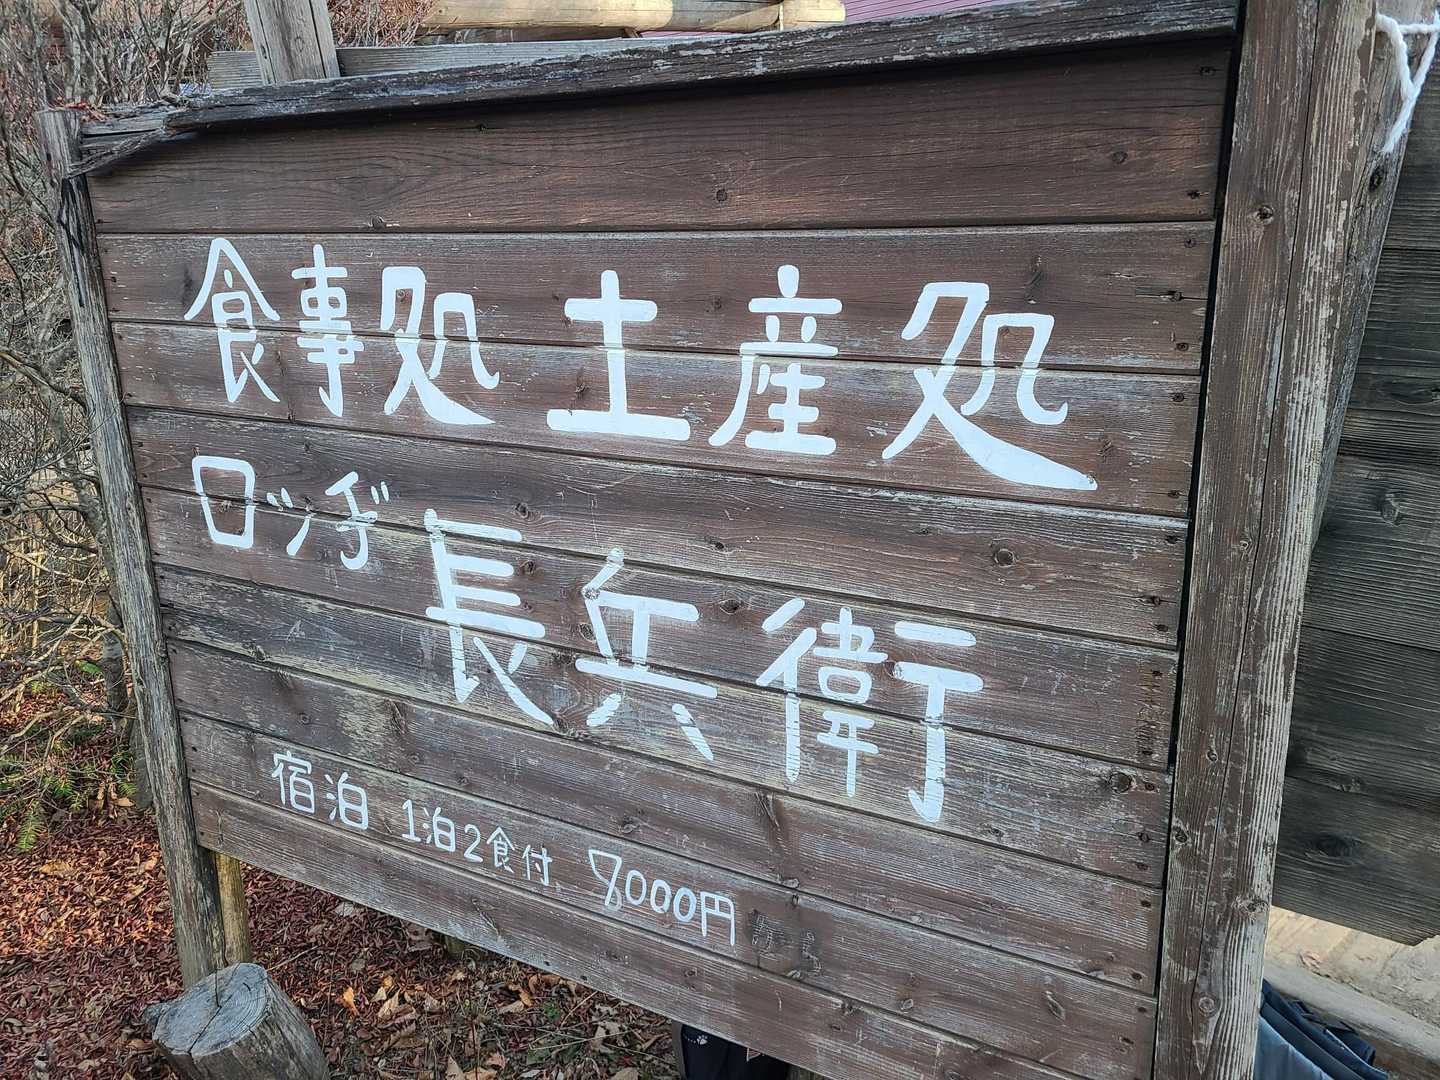 食事処 土産処
ロッヂ 長兵衛
宿泊 1泊2食付 8000円